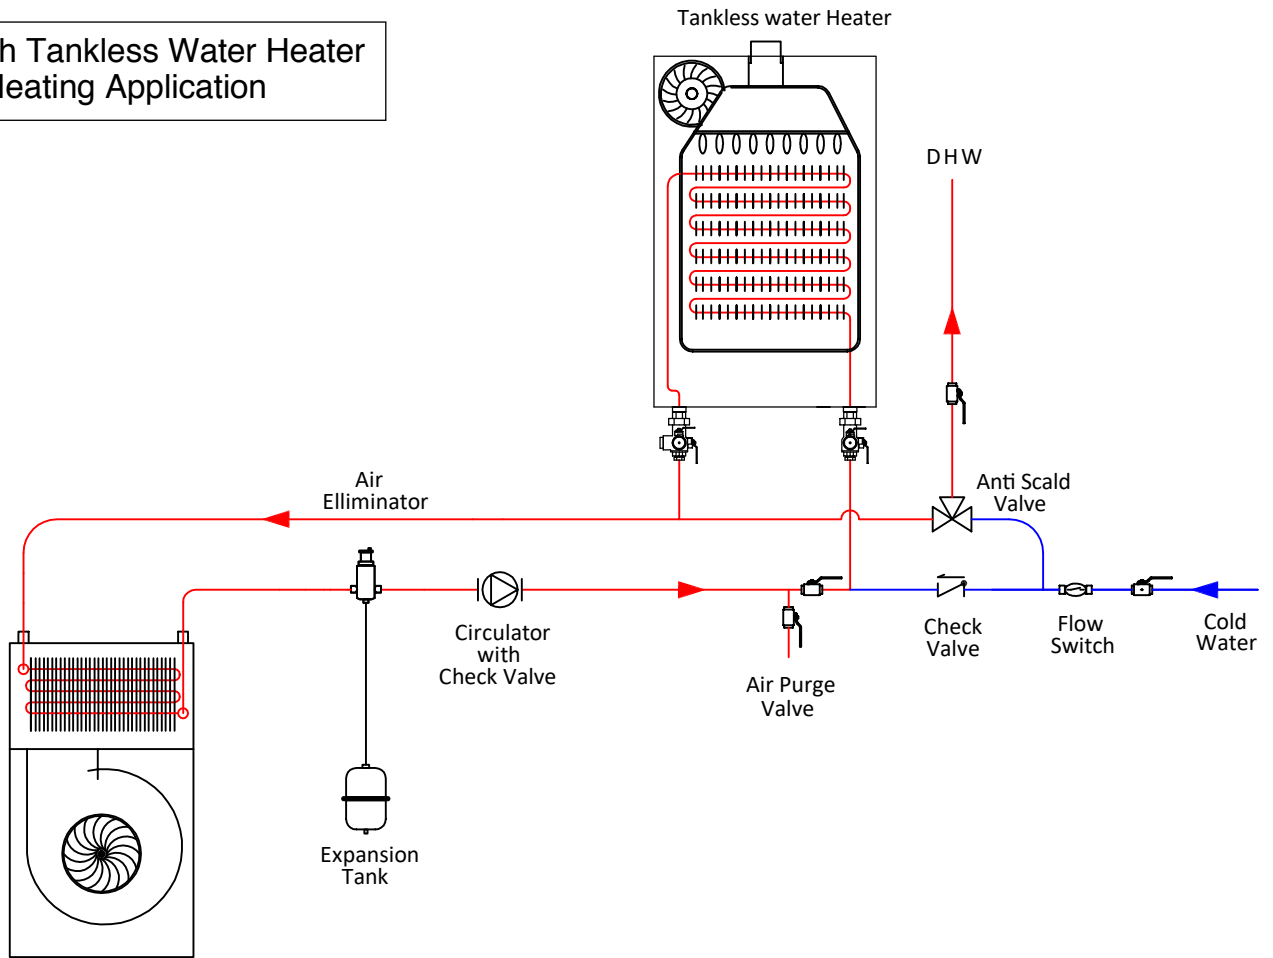 Tankless water Heater
h Tankless Water Heater
Heating Application
DHW
Air
Elliminator
Anti Scald
Valve
Circulator
with
Check Valve
Check
Valve
Flow
Switch
Cold
Water
Air Purge
Valve
Expansion
Tank